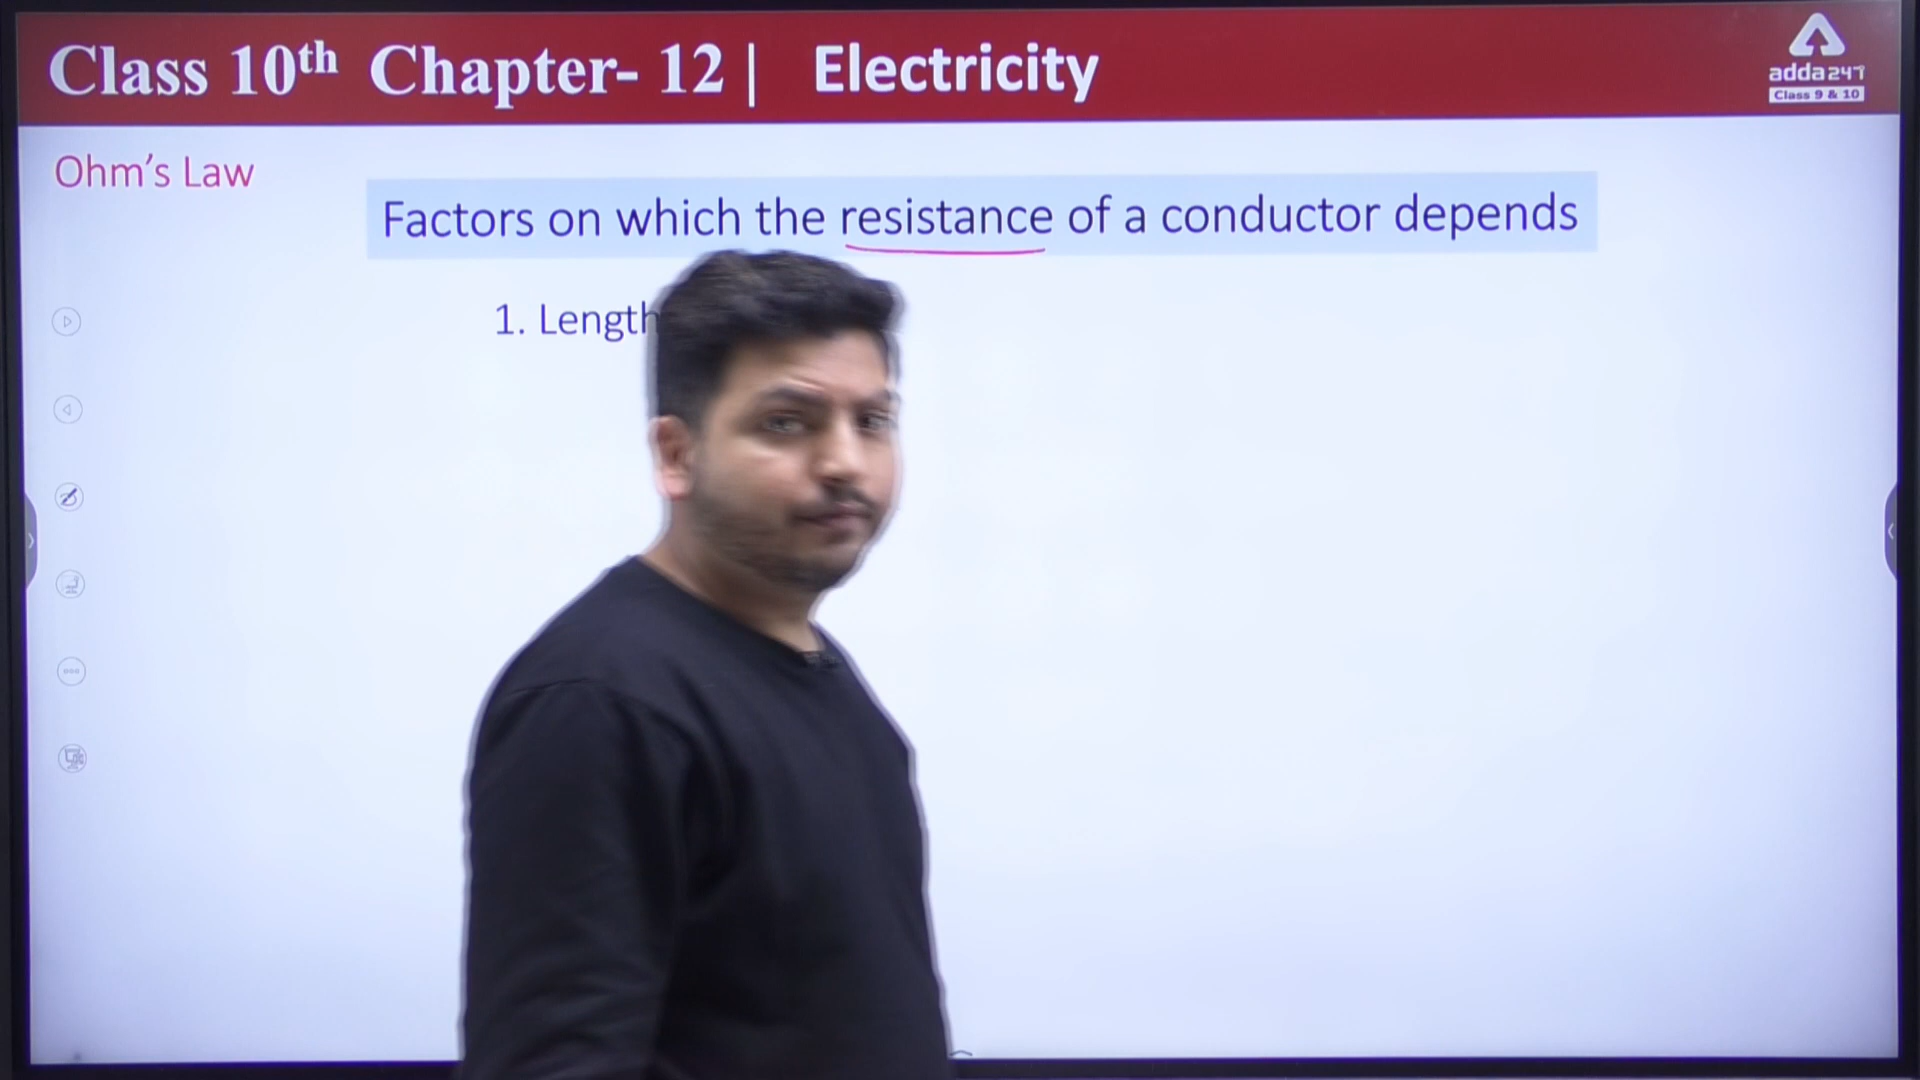 Class 10th Chapter- 12 | Electricity
adda247
Class 9 & 10
Ohm's Law
Factors on which the resistance of a conductor depends
1. Length